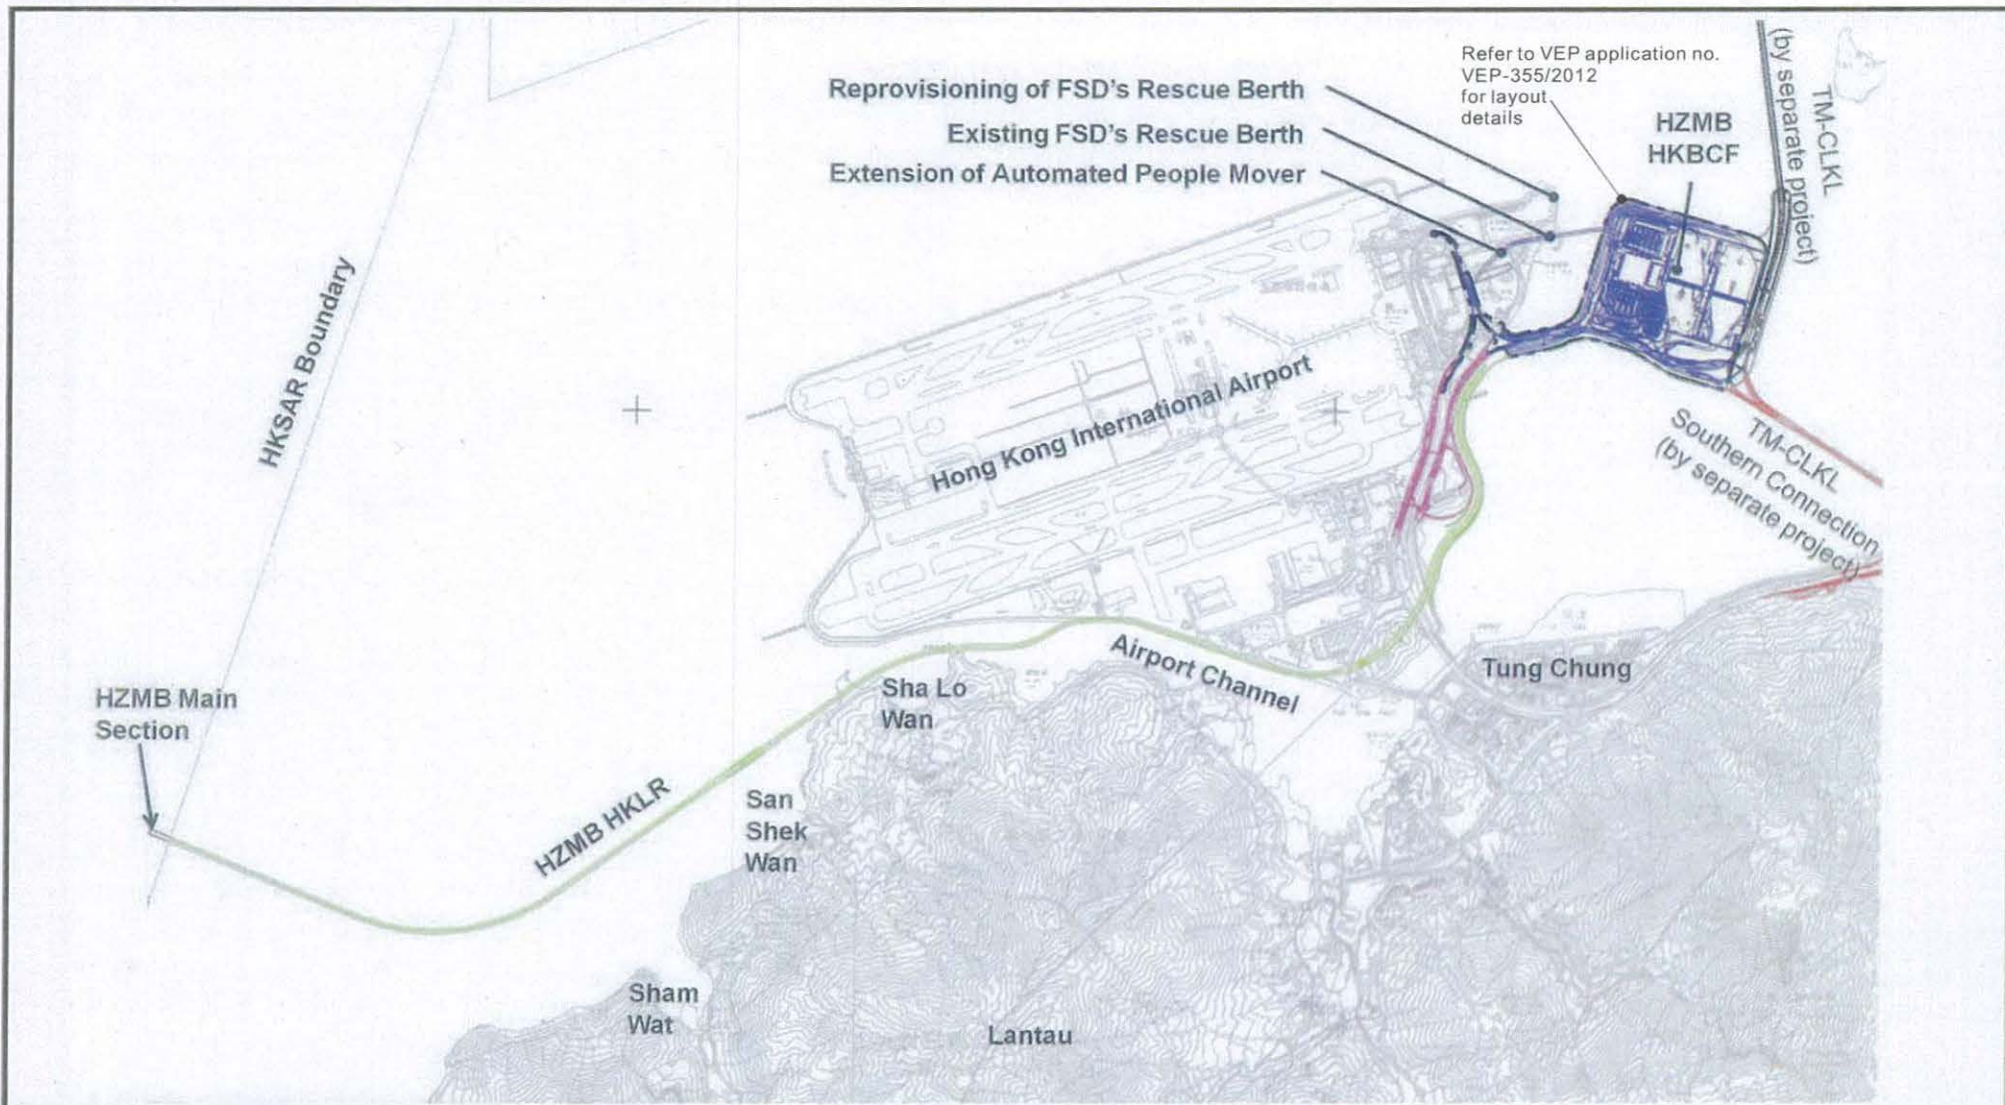 Reprovisioning of FSD's Rescue Berth
Existing FSD's Rescue Berth
Extension of Automated People Mover
Refer to VEP application no.
VEP-355/2012
for layout
details
HZMB
HKBCF
TM-CLKL
(by separate project)
HKSAR Boundary
Hong Kong International Airport
TM-CLKL
Southern Connection
(by separate project)
HZMB Main
Section
HZMB HKLR
Airport Channel
Tung Chung
Sha Lo
Wan
San
Shek
Wan
Sham
Wat
Lantau